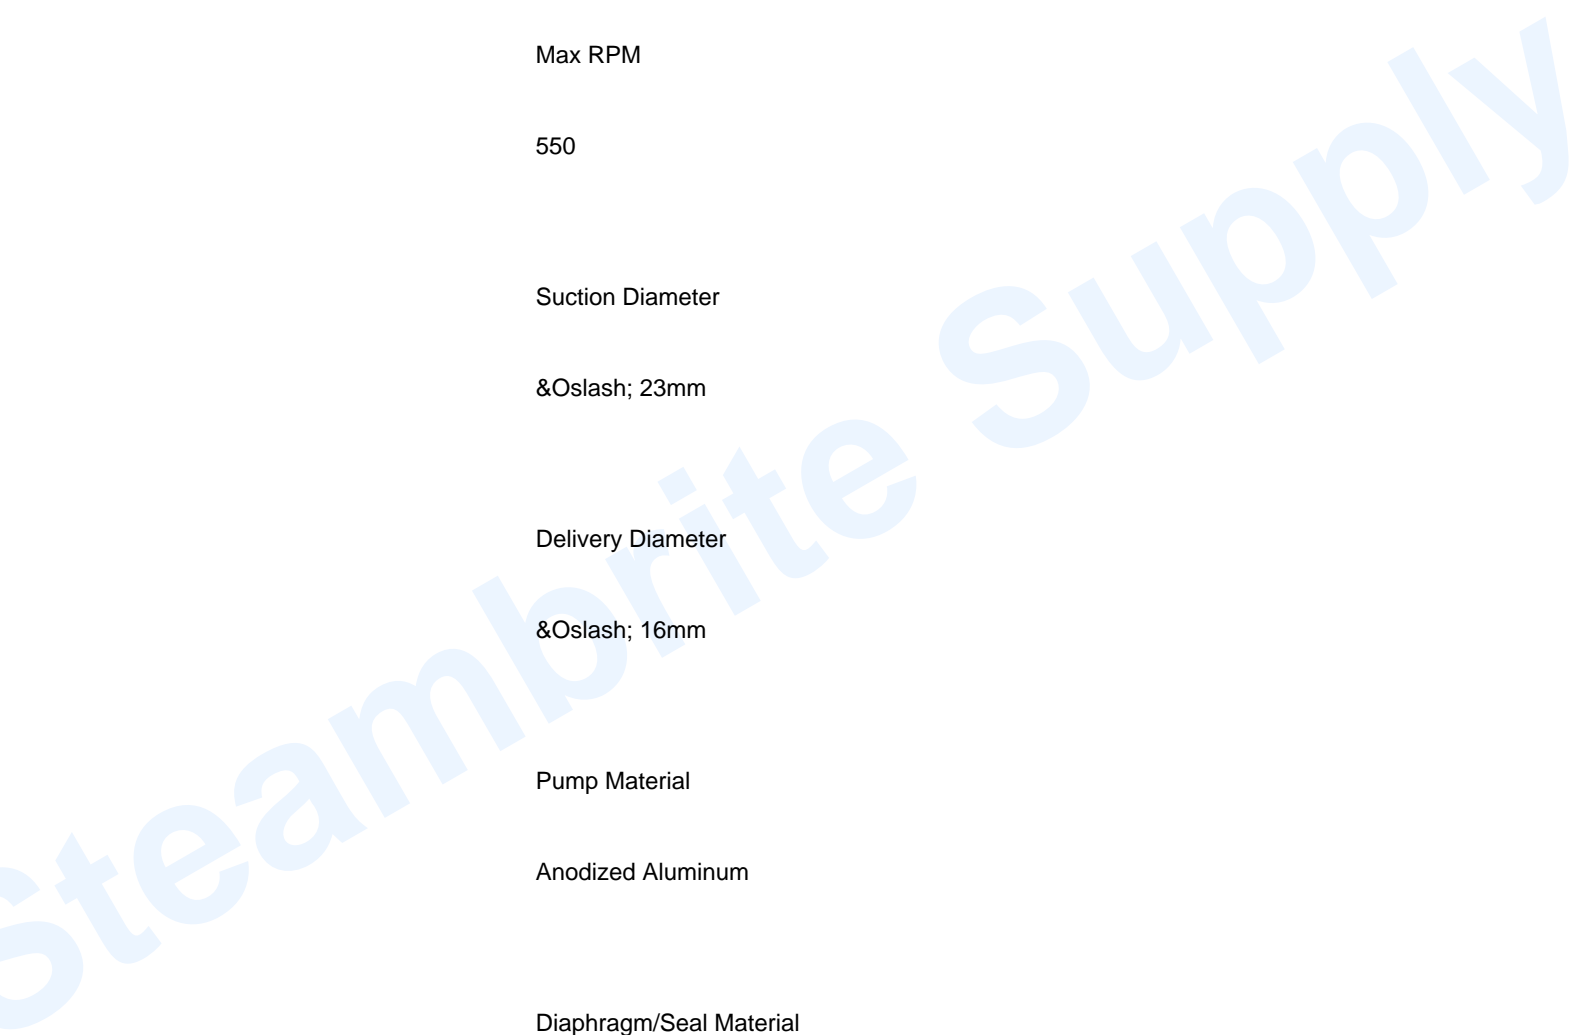 Max RPM
550
Suction Diameter
&Oslash; 23mm
Delivery Diameter
&Oslash; 16mm
Pump Material
Anodized Aluminum
Diaphragm/Seal Material
Steambrite Supply